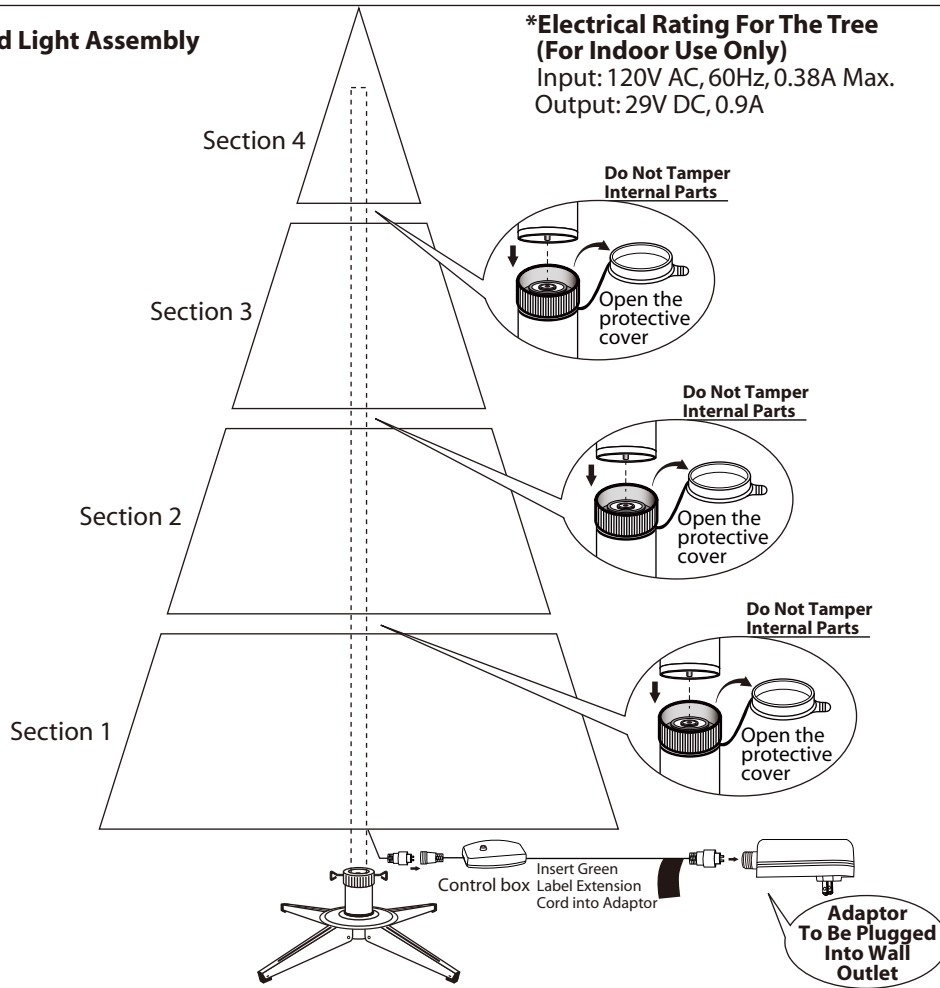 d Light Assembly
*Electrical Rating For The Tree
(For Indoor Use Only)
Input: 120V AC, 60Hz, 0.38A Max.
Output: 29V DC, 0.9A
Section 4
Do Not Tamper
Internal Parts
Open the
protective
cover
Section 3
Do Not Tamper
Internal Parts
Open the
protective
cover
Section 2
Do Not Tamper
Internal Parts
Open the
protective
cover
Section 1
Control box
Insert Green
Label Extension
Cord into Adaptor
Adaptor
To Be Plugged
Into Wall
Outlet